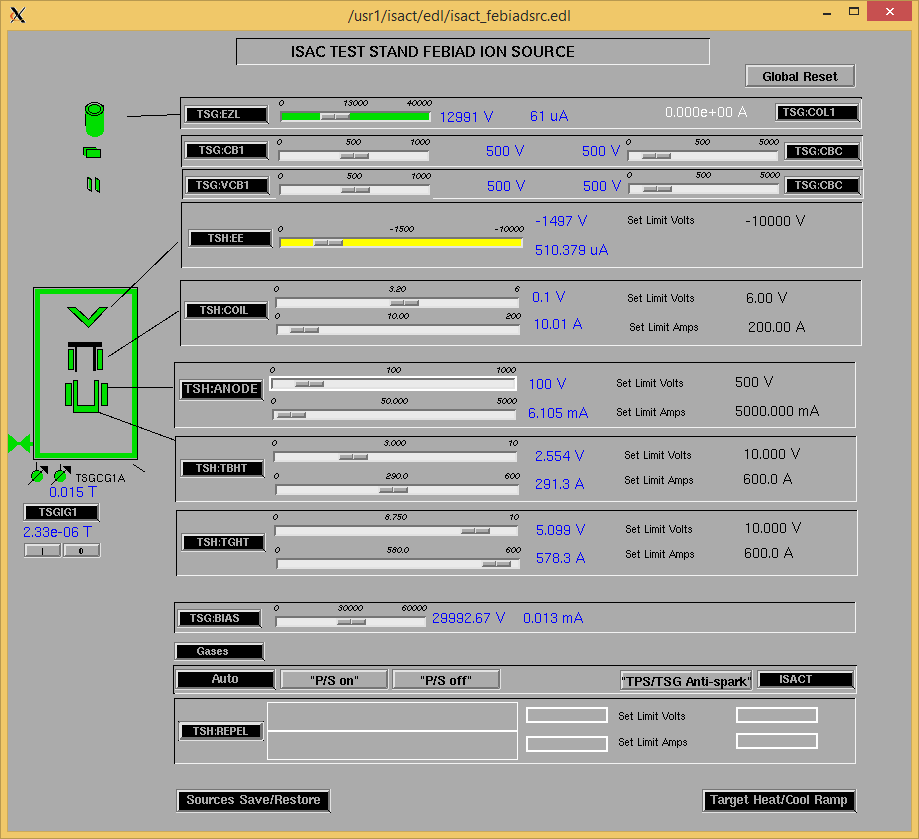 /usr1/isact/edl/isact_febiadsrc.edl
ISAC TEST STAND FEBIAD ION SOURCE
Global Reset
0 13000 40000
TSG:EZL 12991 V 61 uA 0.000e+00 A TSG:COL1
0 500 1000 0 500 5000
TSG:CB1 500 V 500 V TSG:CBC
0 500 1000 0 500 5000
TSG:VCB1 500 V 500 V TSG:CBC
-1497 V Set Limit Volts -10000 V
0 -1500 -10000
TSH:EE
510.379 uA
0 3.20 6
0.1 V Set Limit Volts 6.00 V
TSH:COIL
0 10.00 200
10.01 A Set Limit Amps 200.00 A
0 100 1000
100 V Set Limit Volts 500 V
TSH:ANODE
0 50.000 5000
6.105 mA Set Limit Amps 5000.000 mA
0 3.000 10
2.554 V Set Limit Volts 10.000 V
TSH:TBHT
0 290.0 600
291.3 A Set Limit Amps 600.0 A
TSGCG1A
0.015 T
TSGIG1
2.33e-06 T
I 0
0 6.750 10
5.099 V Set Limit Volts 10.000 V
TSH:TGHT
0 580.0 600
578.3 A Set Limit Amps 600.0 A
0 30000 60000
TSG:BIAS 29992.67 V 0.013 mA
Gases
Auto "P/S on" "P/S off" "TPS/TSG Anti-spark" ISACT
Set Limit Volts
TSH:REPEL
Set Limit Amps
Sources Save/Restore Target Heat/Cool Ramp